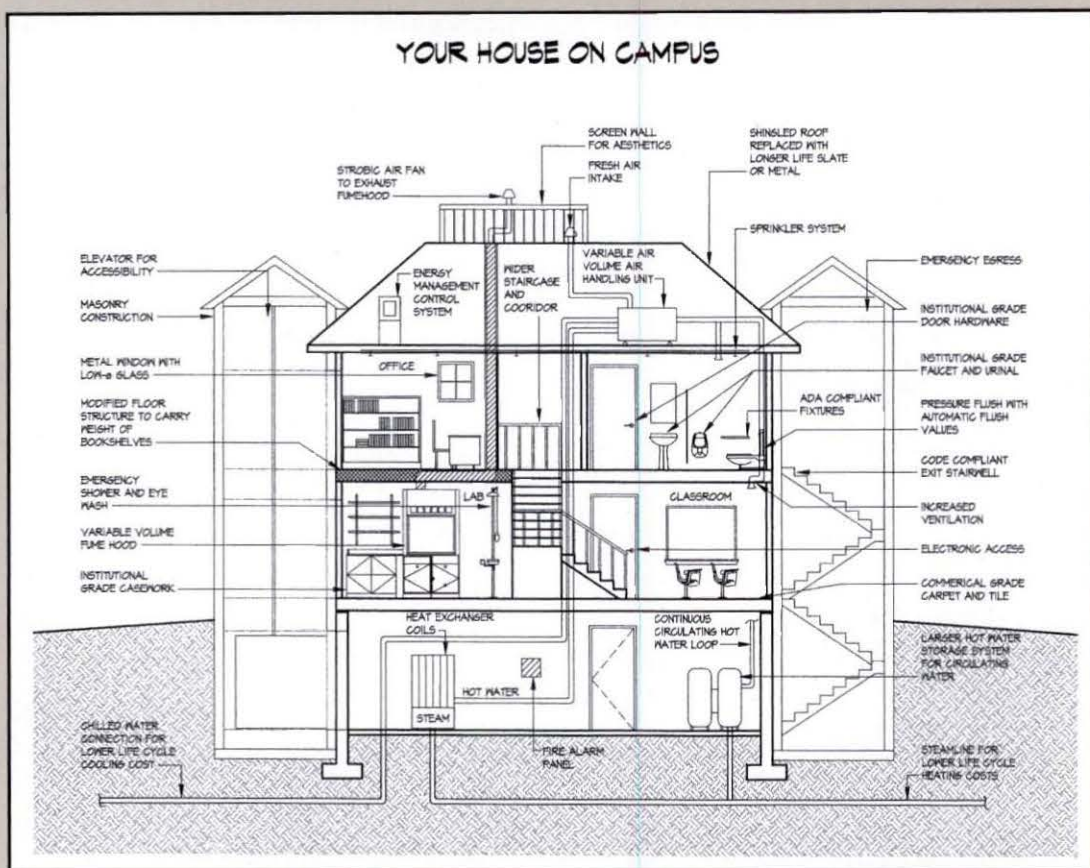 YOUR HOUSE ON CAMPUS
SCREEN WALL
FOR AESTHETICS
SHINGLED ROOF
REPLACED WITH
LONGER LIFE SLATE
OR METAL
STROBIC AIR FAN
TO EXHAUST
FUMEHOOD
FRESH AIR
INTAKE
SPRINKLER SYSTEM
ELEVATOR FOR
ACCESSIBILITY
ENERGY
MANAGEMENT
CONTROL
SYSTEM
WIDER
STAIRCASE
AND
COORIDOR
VARIABLE AIR
VOLUME AIR
HANDLING UNIT
EMERGENCY EGRESS
MASONRY
CONSTRUCTION
INSTITUTIONAL GRADE
DOOR HARDWARE
METAL WINDOW WITH
LOW-e GLASS
OFFICE
INSTITUTIONAL GRADE
FAUCET AND URINAL
MODIFIED FLOOR
STRUCTURE TO CARRY
WEIGHT OF
BOOKSHELVES
ADA COMPLIANT
FIXTURES
PRESSURE FLUSH WITH
AUTOMATIC FLUSH
VALUES
CODE COMPLIANT
EXIT STAIRWELL
EMERGENCY
SHOWER AND EYE
WASH
LAB
CLASSROOM
INCREASED
VENTILATION
VARIABLE VOLUME
FUME HOOD
ELECTRONIC ACCESS
INSTITUTIONAL
GRADE CASEWORK
COMMERICAL GRADE
CARPET AND TILE
HEAT EXCHANGER
COILS
CONTINUOUS
CIRCULATING HOT
WATER LOOP
LARGER HOT WATER
STORAGE SYSTEM
FOR CIRCULATING
WATER
HOT WATER
STEAM
CHILLED WATER
CONNECTION FOR
LOWER LIFE CYCLE
COOLING COST
FIRE ALARM
PANEL
STEAMLINE FOR
LOWER LIFE CYCLE
HEATING COSTS